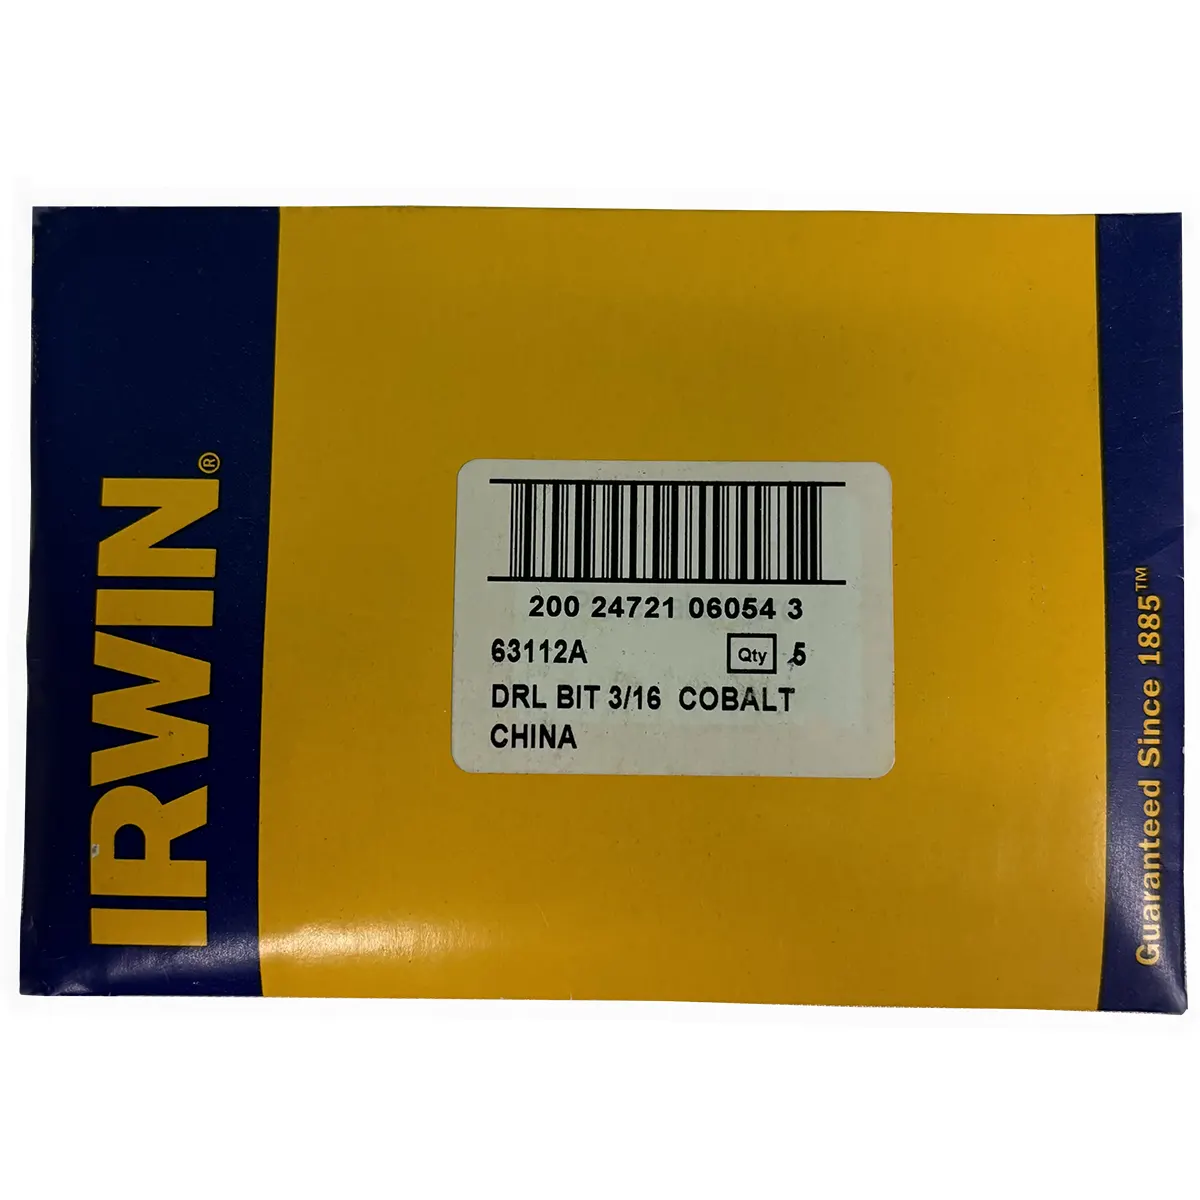 IRWIN®
200 24721 06054 3
63112A Qty 5
DRL BIT 3/16 COBALT
CHINA
Guaranteed Since 1885™